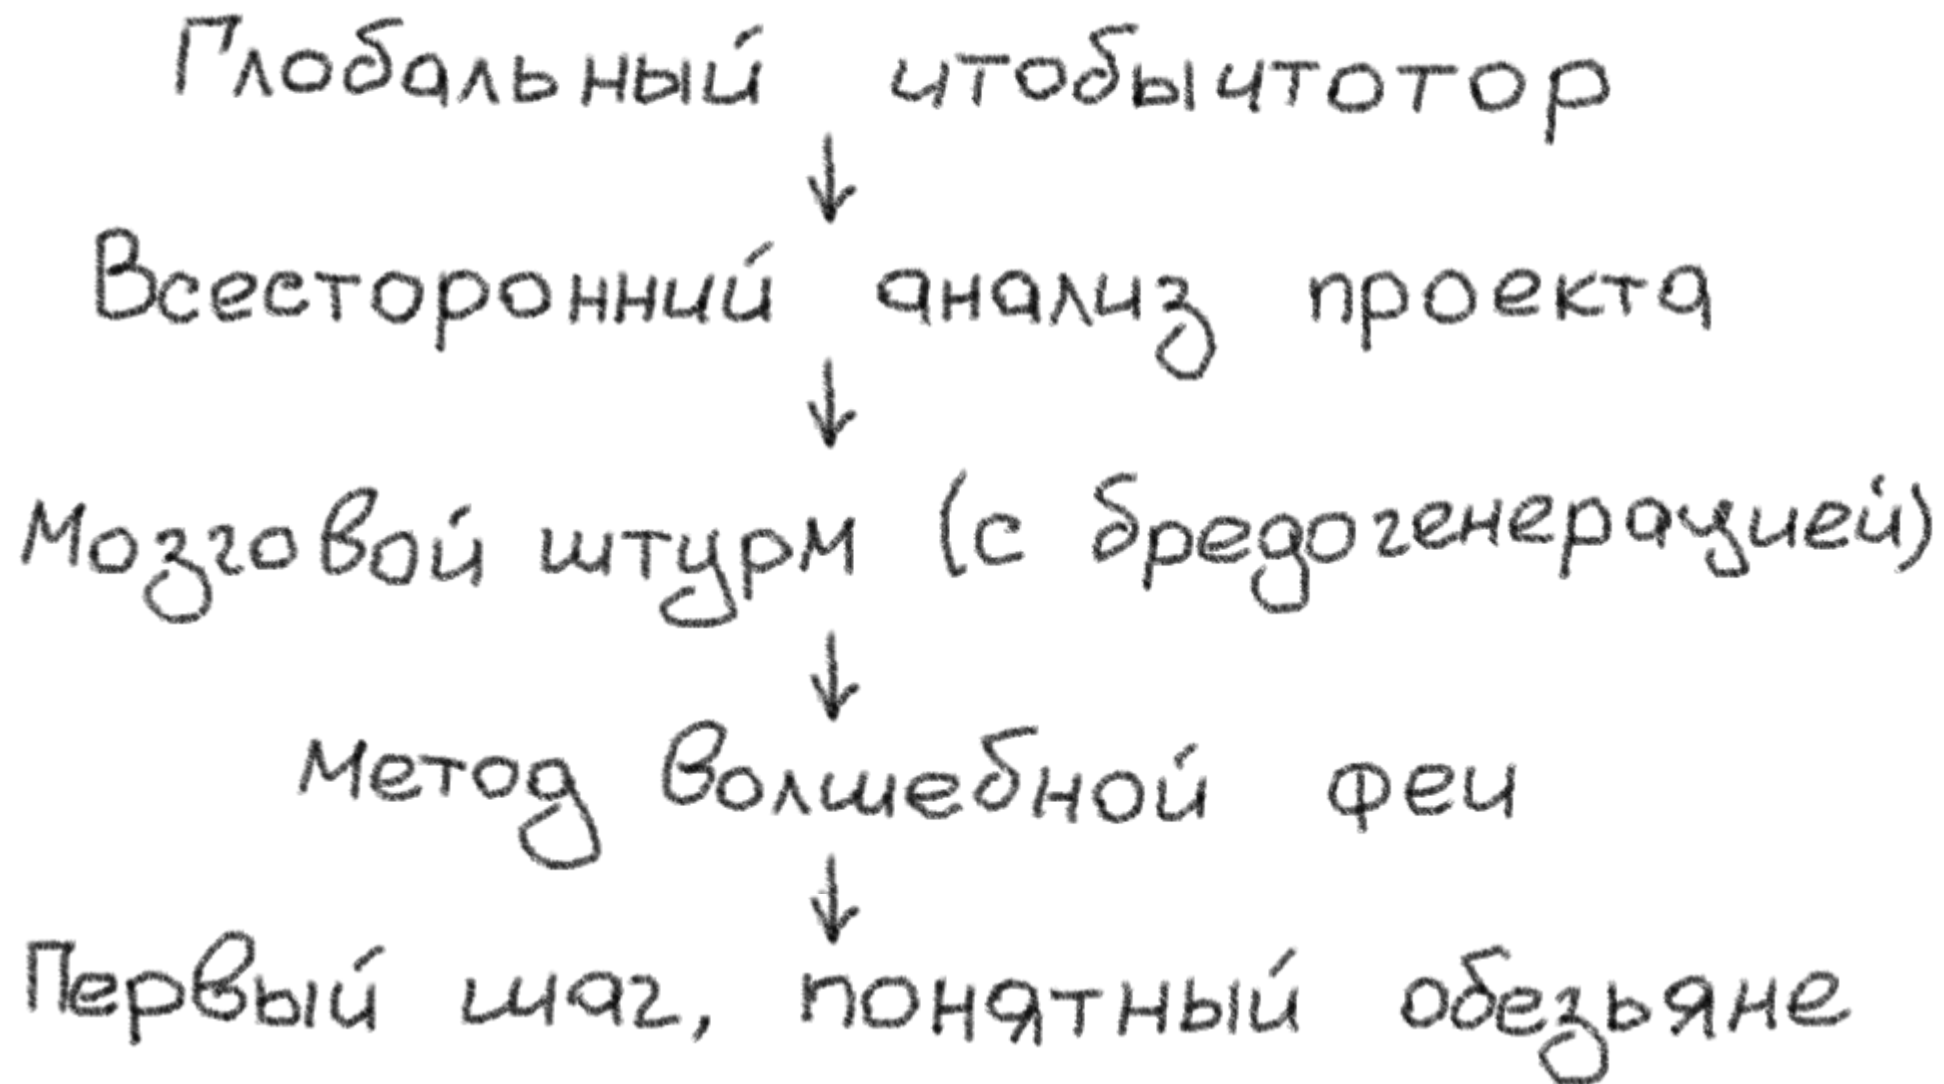 Глобальный чтобычтотор
Всесторонний анализ проекта
Мозговой штурм (с бредогенерацией)
Метод волшебной феи
Первый шаг, понятный обезьяне